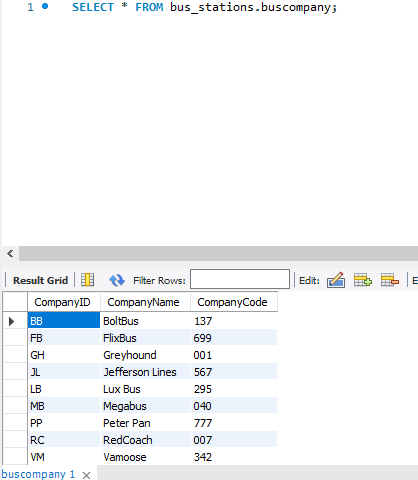 1 SELECT * FROM bus_stations.buscompany;
Result Grid Filter Rows: Edit: E
CompanyID CompanyName CompanyCode
BB BoltBus 137
FB FlixBus 699
GH Greyhound 001
JL Jefferson Lines 567
LB Lux Bus 295
MB Megabus 040
PP Peter Pan 777
RC RedCoach 007
VM Vamoose 342
buscompany 1